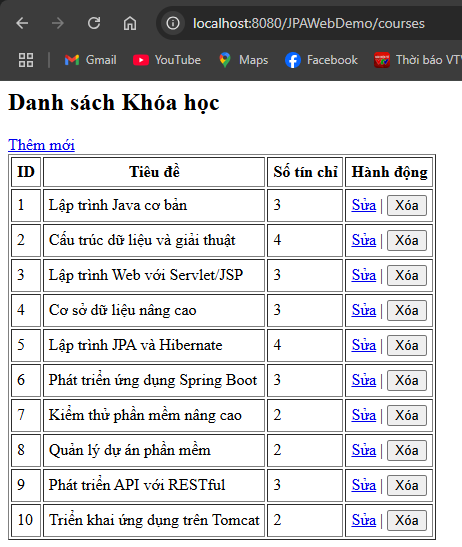 localhost:8080/JPAWebDemo/courses
Gmail YouTube Maps Facebook Thời báo VTV
Danh sách Khóa học
Thêm mới
ID Tiêu đề Số tín chỉ Hành động
1 Lập trình Java cơ bản 3 Sửa | Xóa
2 Cấu trúc dữ liệu và giải thuật 4 Sửa | Xóa
3 Lập trình Web với Servlet/JSP 3 Sửa | Xóa
4 Cơ sở dữ liệu nâng cao 3 Sửa | Xóa
5 Lập trình JPA và Hibernate 4 Sửa | Xóa
6 Phát triển ứng dụng Spring Boot 3 Sửa | Xóa
7 Kiểm thử phần mềm nâng cao 2 Sửa | Xóa
8 Quản lý dự án phần mềm 2 Sửa | Xóa
9 Phát triển API với RESTful 3 Sửa | Xóa
10 Triển khai ứng dụng trên Tomcat 2 Sửa | Xóa